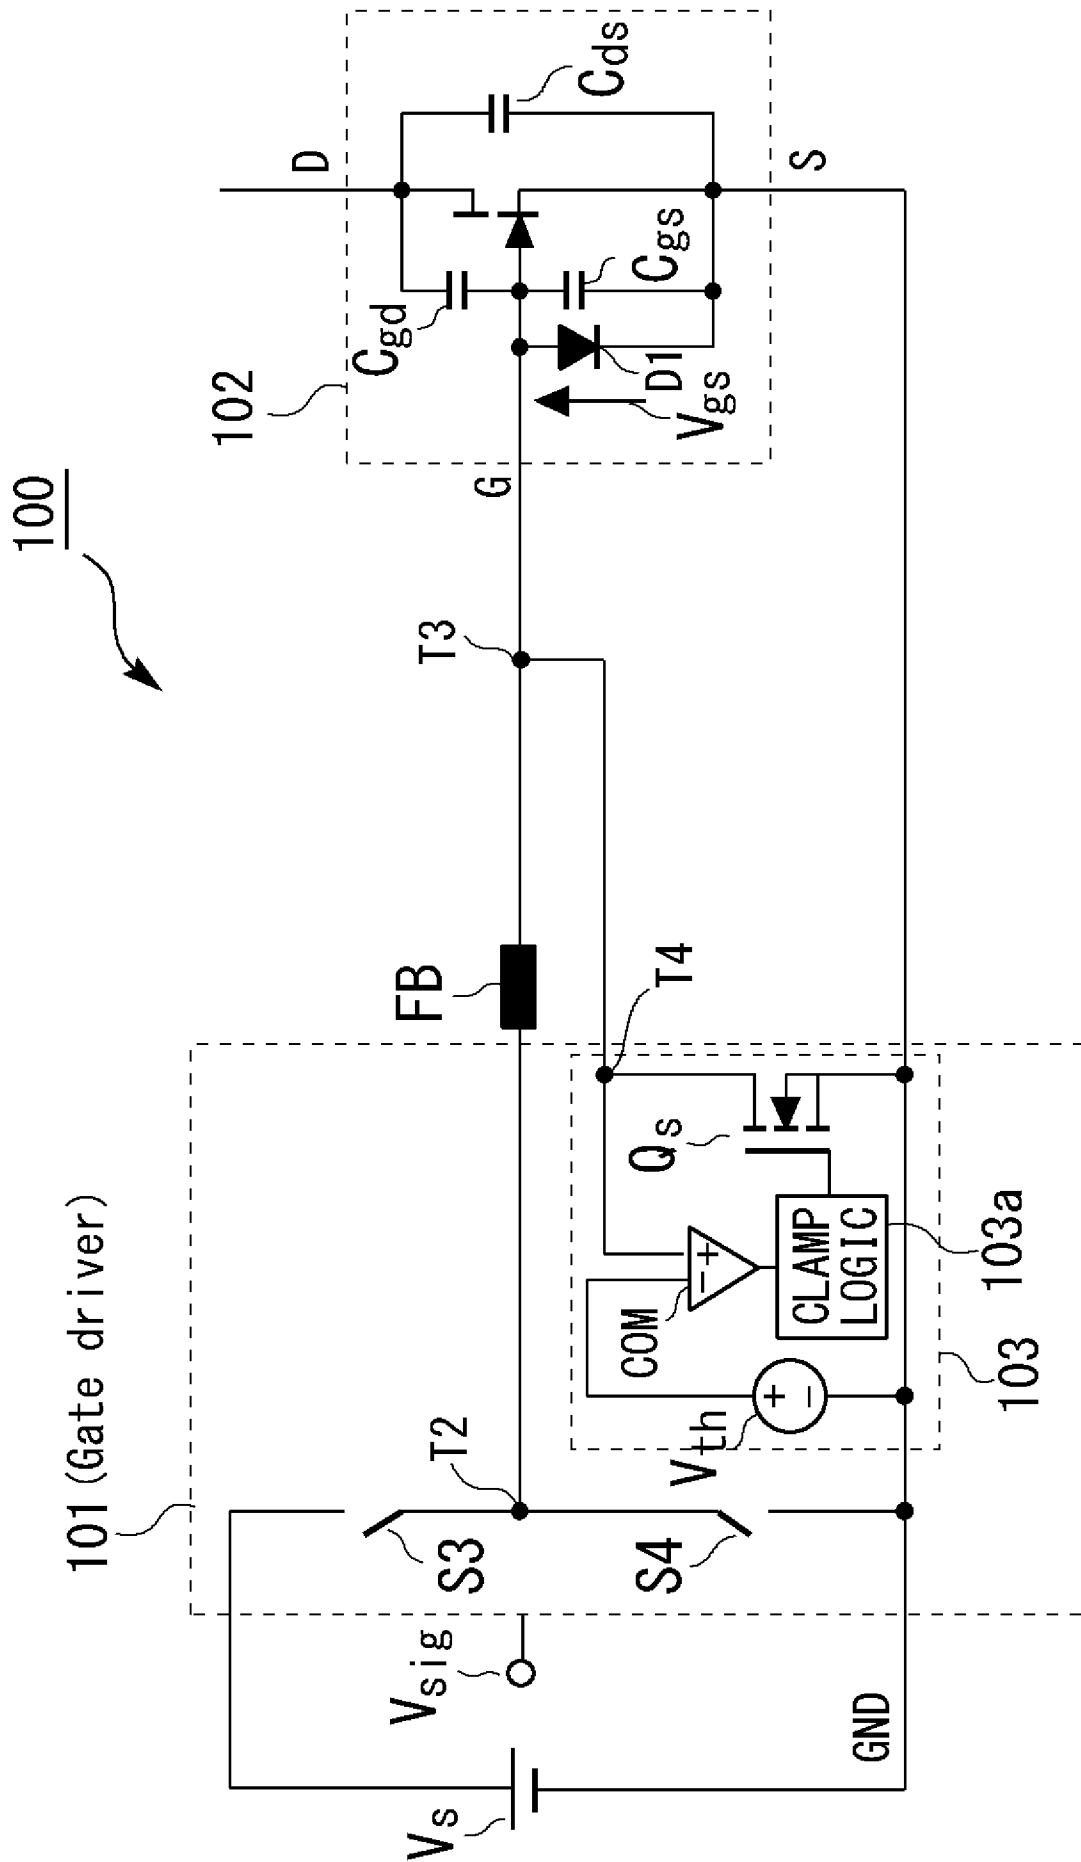 100
101(Gate driver)
102
D
Cds
Cgd
Cgs
D1
Vgs
G
S
T3
FB
T4
Qs
T2
S3
S4
Vsig
Vs
GND
COM
+
−
CLAMP
LOGIC
103a
103
Vth
+
−